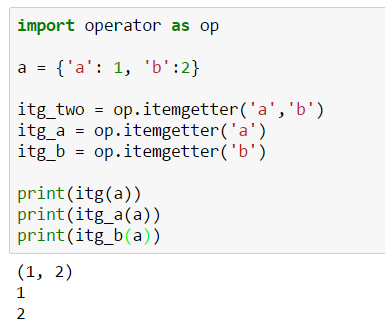 import operator as op
a = {'a': 1, 'b':2}
itg_two = op.itemgetter('a','b')
itg_a = op.itemgetter('a')
itg_b = op.itemgetter('b')
print(itg(a))
print(itg_a(a))
print(itg_b(a))
(1, 2)
1
2